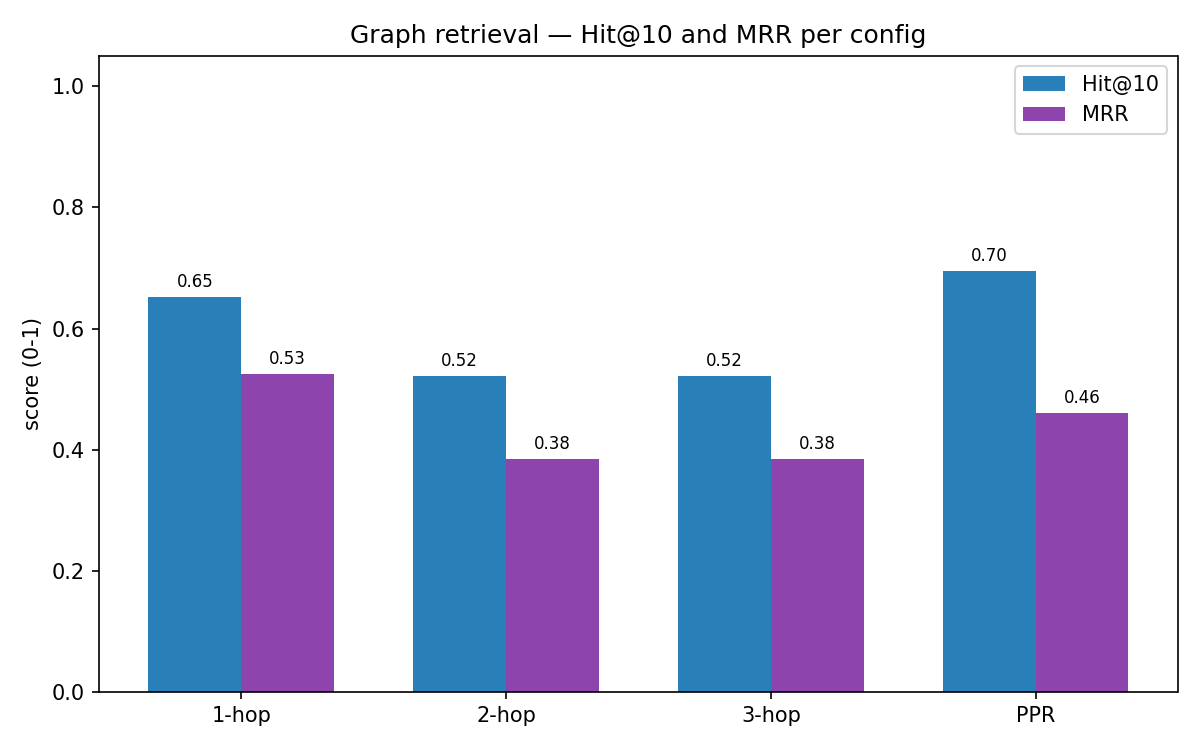 Graph retrieval — Hit@10 and MRR per config
Hit@10
MRR
score (0-1)
1.0
0.8
0.6
0.4
0.2
0.0
0.65
0.53
0.52
0.38
0.52
0.38
0.70
0.46
1-hop
2-hop
3-hop
PPR